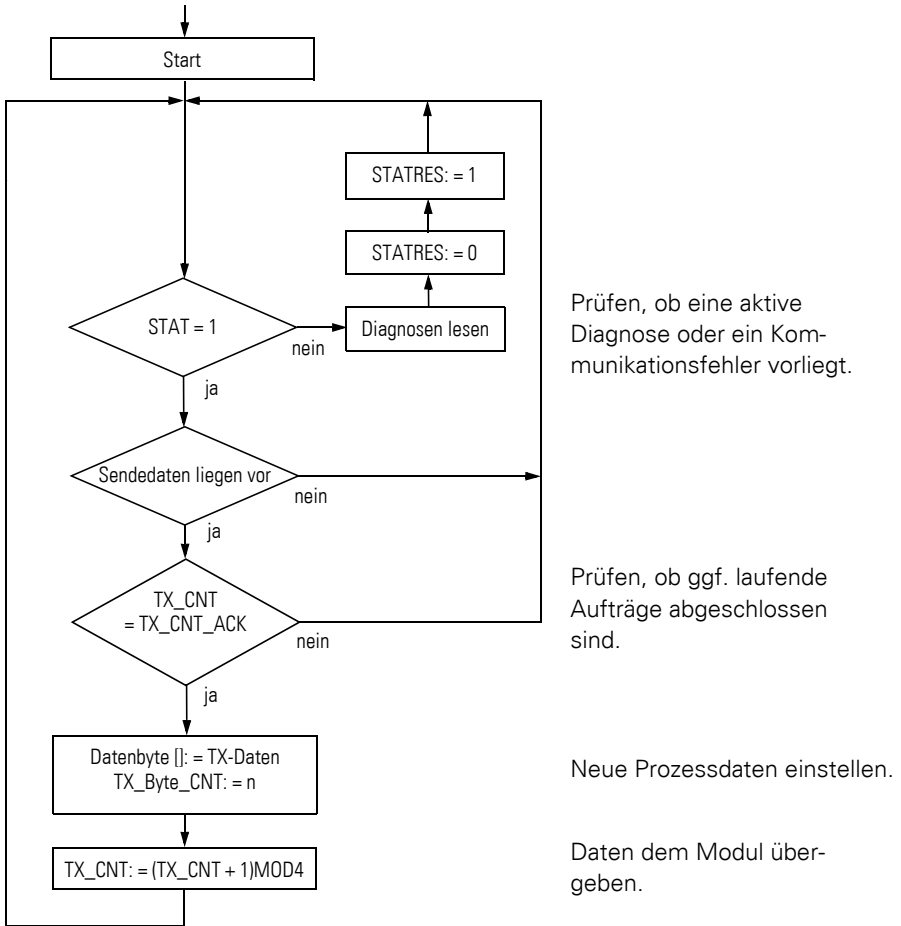 Start
STATRES: = 1
STATRES: = 0
STAT = 1
nein
Diagnosen lesen
Prüfen, ob eine aktive
Diagnose oder ein Kom-
munikationsfehler vorliegt.
ja
Sendedaten liegen vor
nein
ja
TX_CNT
= TX_CNT_ACK
nein
Prüfen, ob ggf. laufende
Aufträge abgeschlossen
sind.
ja
Datenbyte []: = TX-Daten
TX_Byte_CNT: = n
Neue Prozessdaten einstellen.
TX_CNT: = (TX_CNT + 1)MOD4
Daten dem Modul über-
geben.